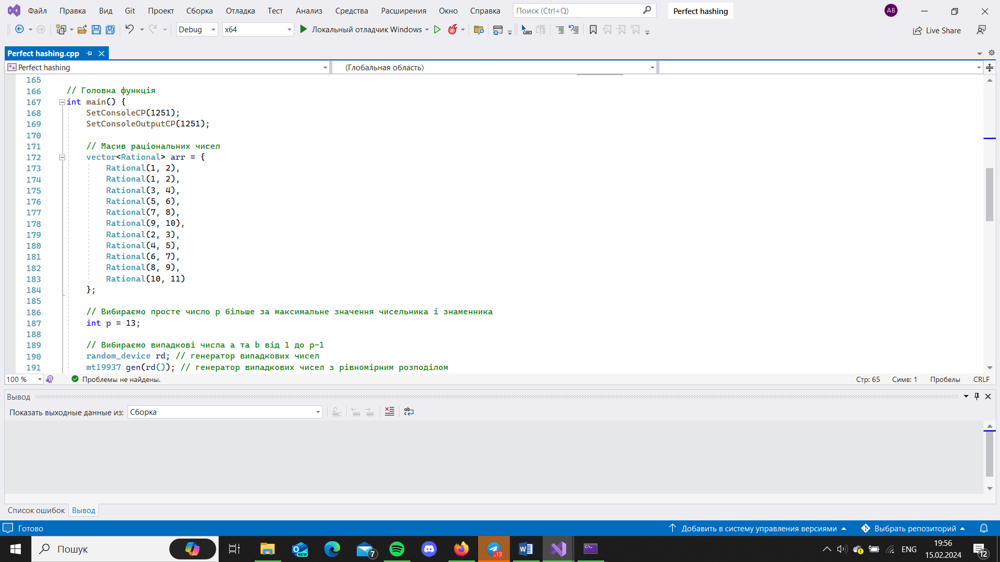 Файл Правка Вид Git Проект Сборка Отладка Тест Анализ Средства Расширения Окно Справка Поиск (Ctrl+Q) Perfect hashing AB
Debug x64 Локальный отладчик Windows Live Share
Perfect hashing.cpp
Perfect hashing (Глобальная область)
165
166 // Головна функція
167 int main() {
168 SetConsoleCP(1251);
169 SetConsoleOutputCP(1251);
170
171 // Масив раціональних чисел
172 vector<Rational> arr = {
173 Rational(1, 2),
174 Rational(1, 2),
175 Rational(3, 4),
176 Rational(5, 6),
177 Rational(7, 8),
178 Rational(9, 10),
179 Rational(2, 3),
180 Rational(4, 5),
181 Rational(6, 7),
182 Rational(8, 9),
183 Rational(10, 11)
184 };
185
186 // Вибираємо просте число p більше за максимальне значення чисельника і знаменника
187 int p = 13;
188
189 // Вибираємо випадкові числа a та b від 1 до p-1
190 random_device rd; // генератор випадкових чисел
191 mt19937 gen(rd()); // генератор випадкових чисел з рівномірним розподілом
100 % Проблемы не найдены. Стр: 65 Симв: 1 Пробелы CRLF
Вывод
Показать выходные данные из: Сборка
Список ошибок Вывод
Готово Добавить в систему управления версиями Выбрать репозиторий
Пошук NEW 7 ..13 ENG 19:56
15.02.2024 12